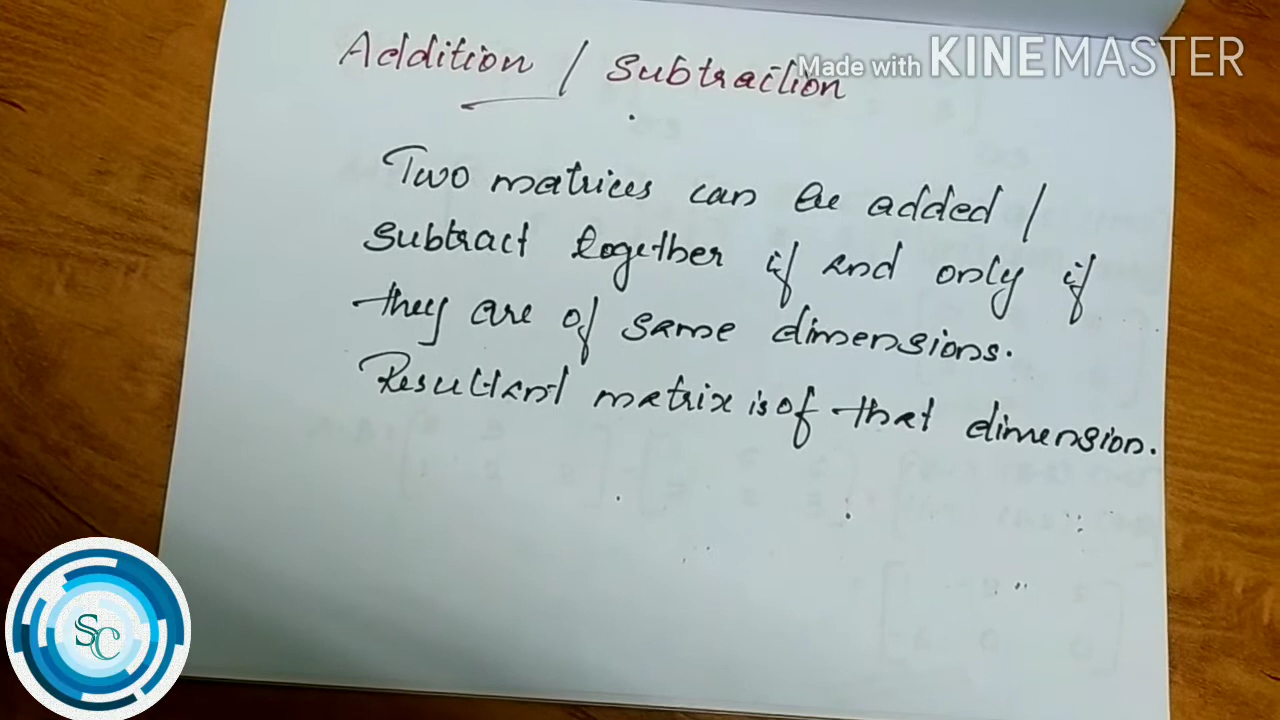 Addition / Subtraction
Made with KINEMASTER
Two matrices can be added /
subtract together if and only if
they are of same dimensions.
Resultant matrix is of that dimension.
SC